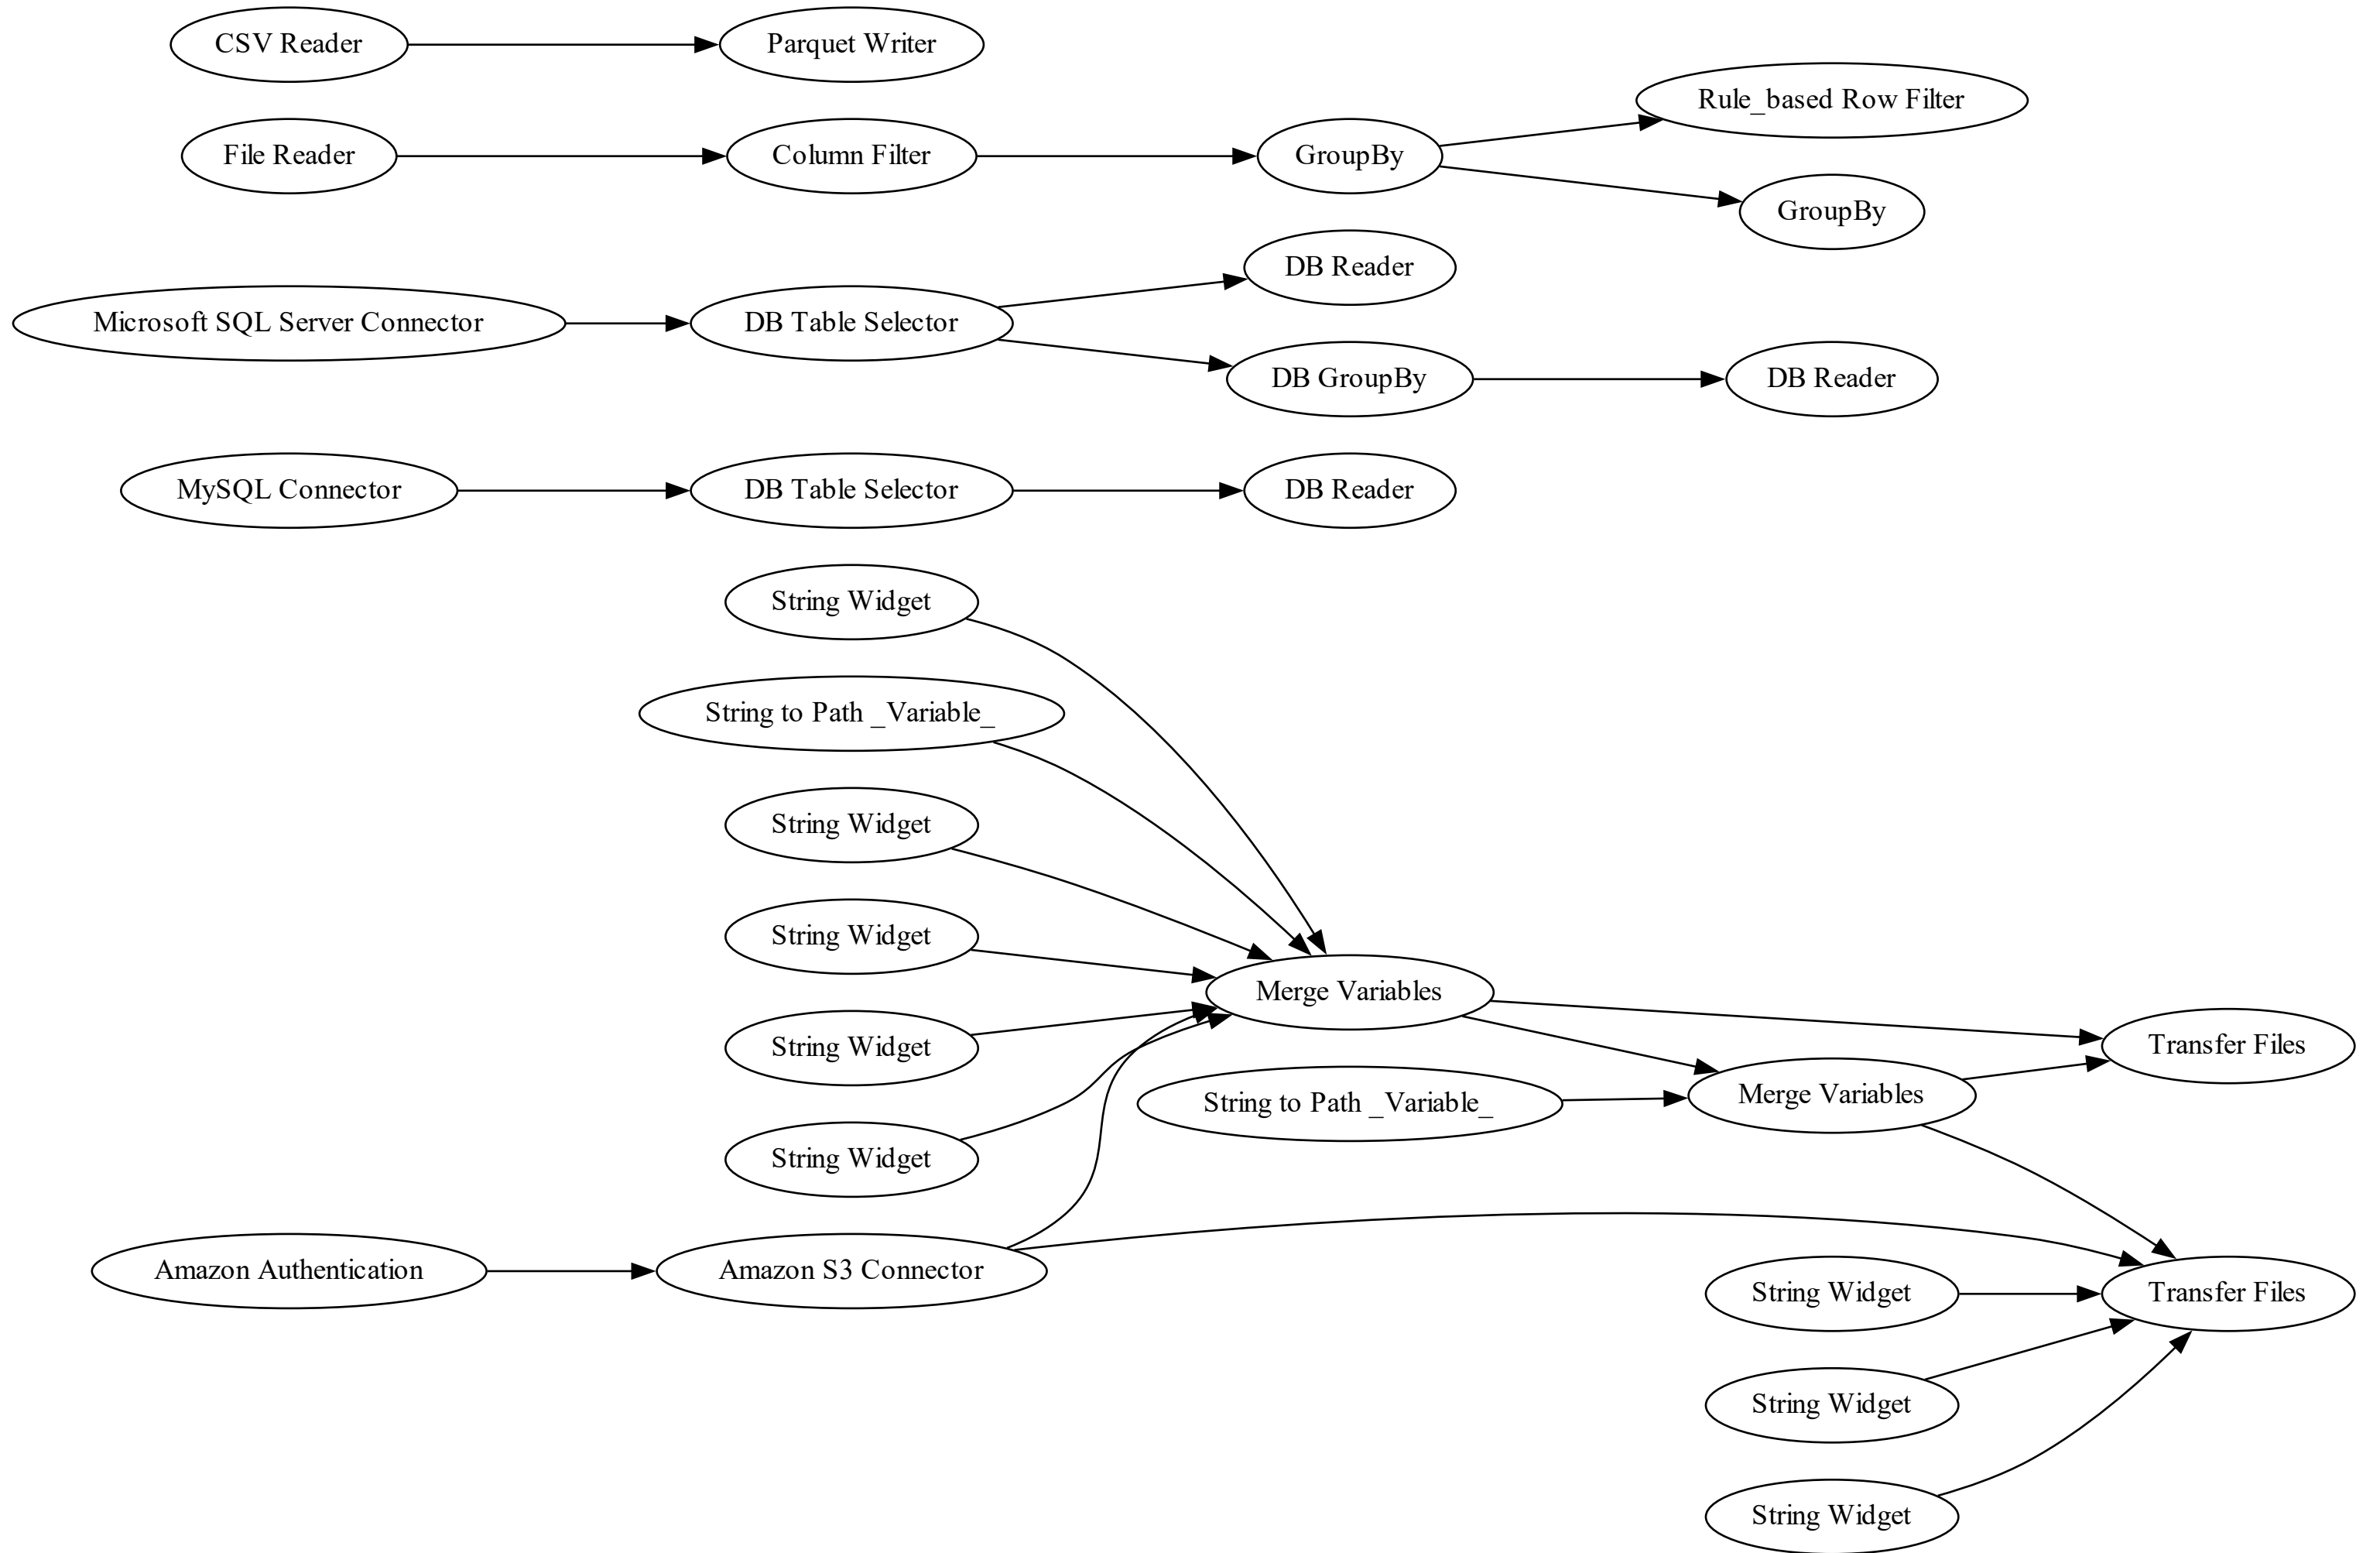 CSV Reader
Parquet Writer
Rule_based Row Filter
File Reader
Column Filter
GroupBy
GroupBy
DB Reader
Microsoft SQL Server Connector
DB Table Selector
DB GroupBy
DB Reader
MySQL Connector
DB Table Selector
DB Reader
String Widget
String to Path _Variable_
String Widget
String Widget
Merge Variables
String Widget
Transfer Files
String to Path _Variable_
Merge Variables
String Widget
Amazon Authentication
Amazon S3 Connector
String Widget
Transfer Files
String Widget
String Widget